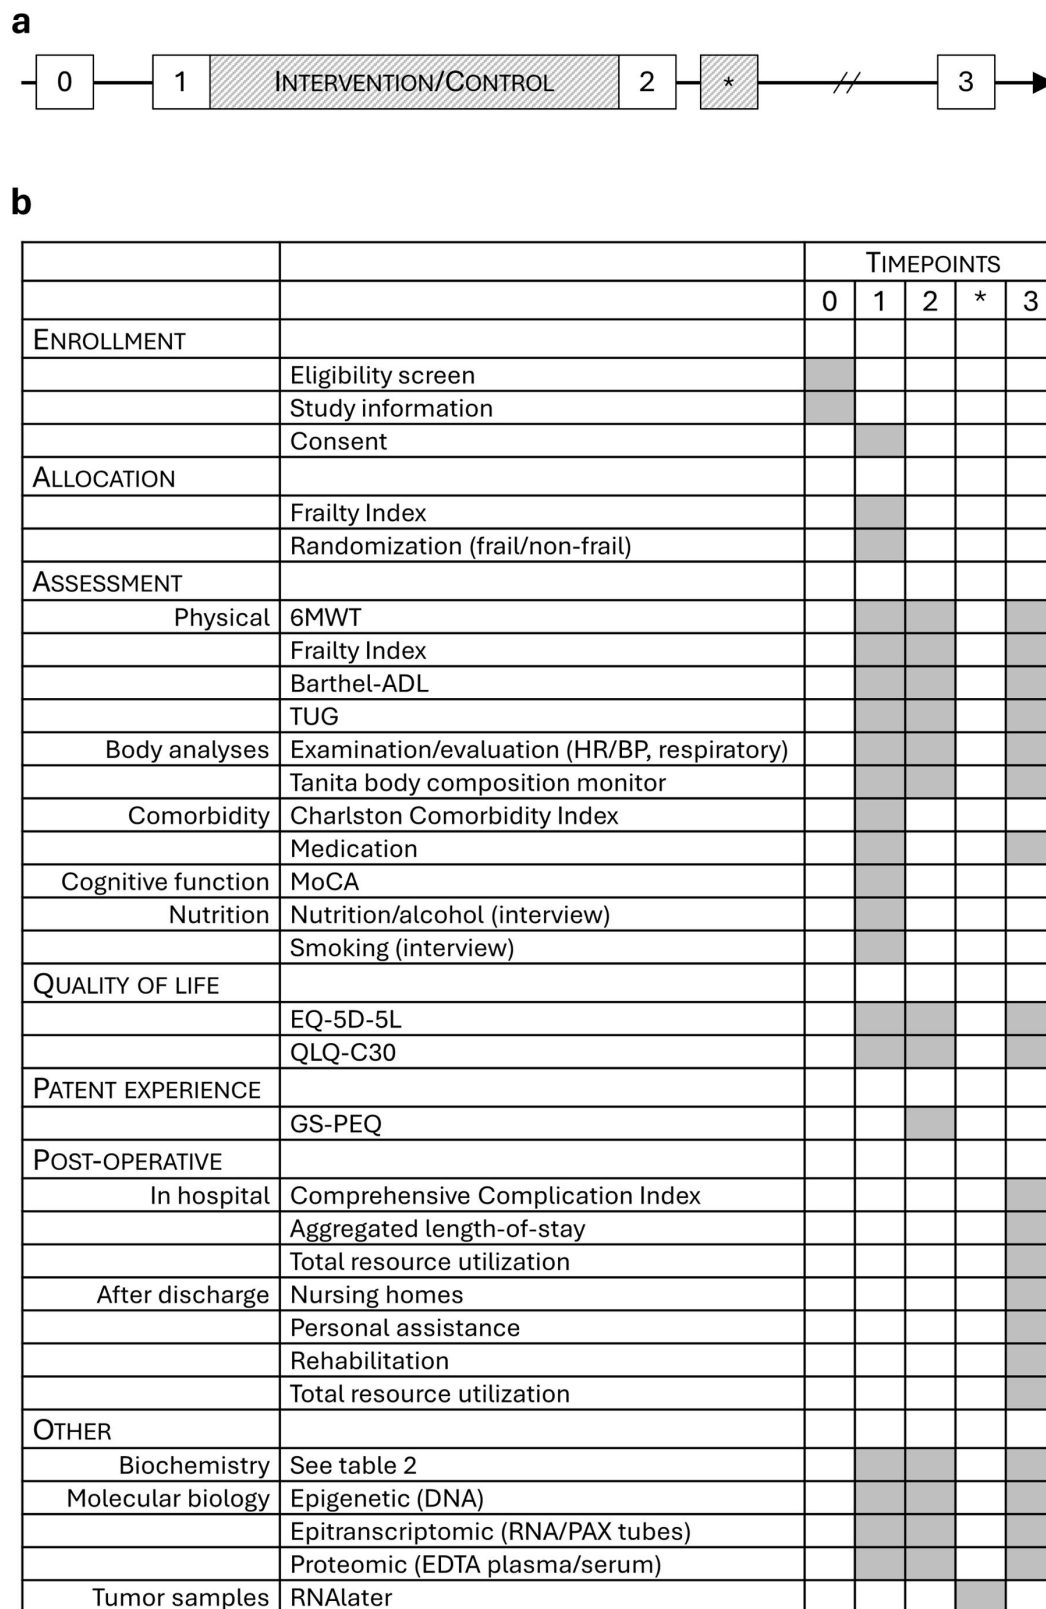 a
0 1 INTERVENTION/CONTROL 2 * // 3
b
TIMEPOINTS
0 1 2 * 3
ENROLLMENT
Eligibility screen
Study information
Consent
ALLOCATION
Frailty Index
Randomization (frail/non-frail)
ASSESSMENT
Physical 6MWT
Frailty Index
Barthel-ADL
TUG
Body analyses Examination/evaluation (HR/BP, respiratory)
Tanita body composition monitor
Comorbidity Charlston Comorbidity Index
Medication
Cognitive function MoCA
Nutrition Nutrition/alcohol (interview)
Smoking (interview)
QUALITY OF LIFE
EQ-5D-5L
QLQ-C30
PATENT EXPERIENCE
GS-PEQ
POST-OPERATIVE
In hospital Comprehensive Complication Index
Aggregated length-of-stay
Total resource utilization
After discharge Nursing homes
Personal assistance
Rehabilitation
Total resource utilization
OTHER
Biochemistry See table 2
Molecular biology Epigenetic (DNA)
Epitranscriptomic (RNA/PAX tubes)
Proteomic (EDTA plasma/serum)
Tumor samples RNAlater